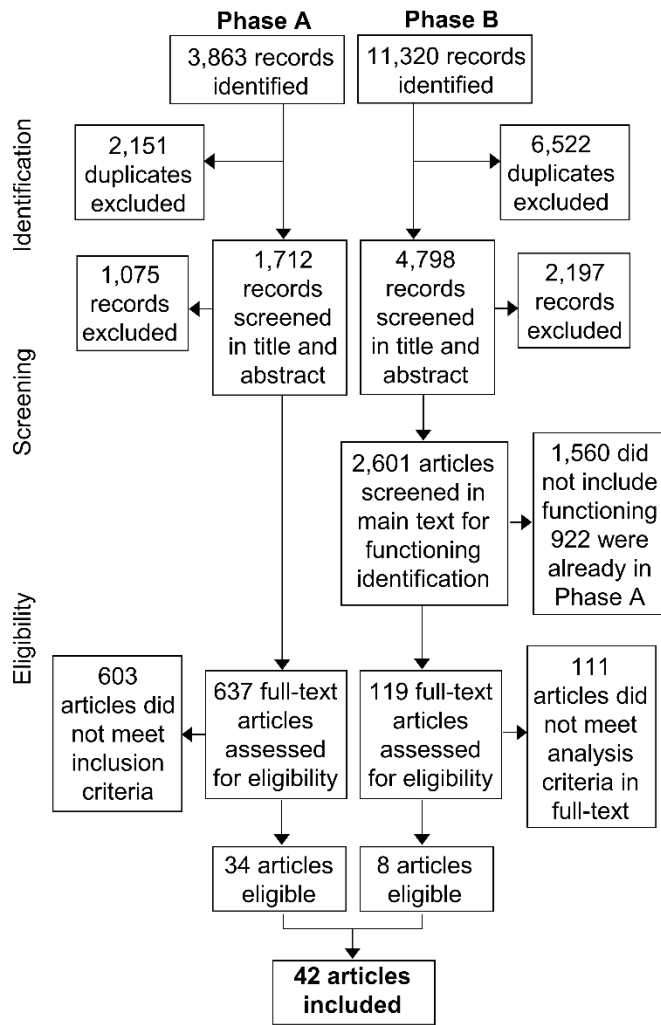 Phase A
Phase B
3,863 records
identified
11,320 records
identified
Identification
2,151
duplicates
excluded
6,522
duplicates
excluded
1,075
records
excluded
1,712
records
screened
in title and
abstract
4,798
records
screened
in title and
abstract
2,197
records
excluded
Screening
2,601 articles
screened in
main text for
functioning
identification
1,560 did
not include
functioning
922 were
already in
Phase A
Eligibility
603
articles did
not meet
inclusion
criteria
637 full-text
articles
assessed
for eligibility
119 full-text
articles
assessed
for eligibility
111
articles did
not meet
analysis
criteria in
full-text
34 articles
eligible
8 articles
eligible
42 articles
included